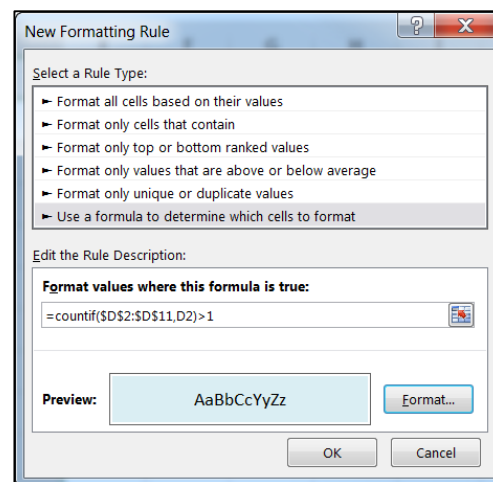 New Formatting Rule
Select a Rule Type:
► Format all cells based on their values
► Format only cells that contain
► Format only top or bottom ranked values
► Format only values that are above or below average
► Format only unique or duplicate values
► Use a formula to determine which cells to format
Edit the Rule Description:
Format values where this formula is true:
=countif($D$2:$D$11,D2)>1
Preview: AaBbCcYyZz Format...
OK Cancel